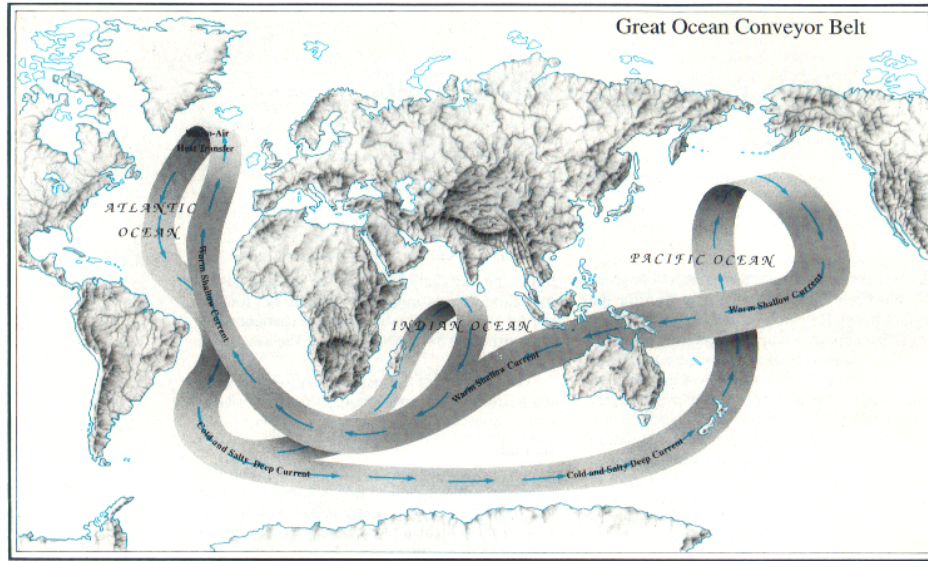 Great Ocean Conveyor Belt
Heat Transfer
ATLANTIC
OCEAN
Warm Shallow Current
PACIFIC OCEAN
INDIAN OCEAN
Warm Shallow Current
Warm Shallow Current
Cold and Salty Deep Current
Cold and Salty Deep Current